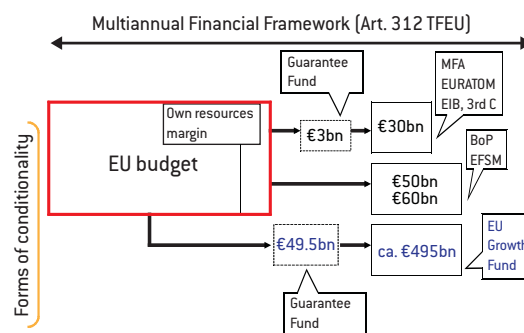 Multiannual Financial Framework (Art. 312 TFEU)
Guarantee
Fund
MFA
EURATOM
EIB, 3rd C
Own resources
margin
€3bn
€30bn
EU budget
BoP
EFSM
€50bn
€60bn
Forms of conditionality
€49.5bn
ca. €495bn
EU
Growth
Fund
Guarantee
Fund